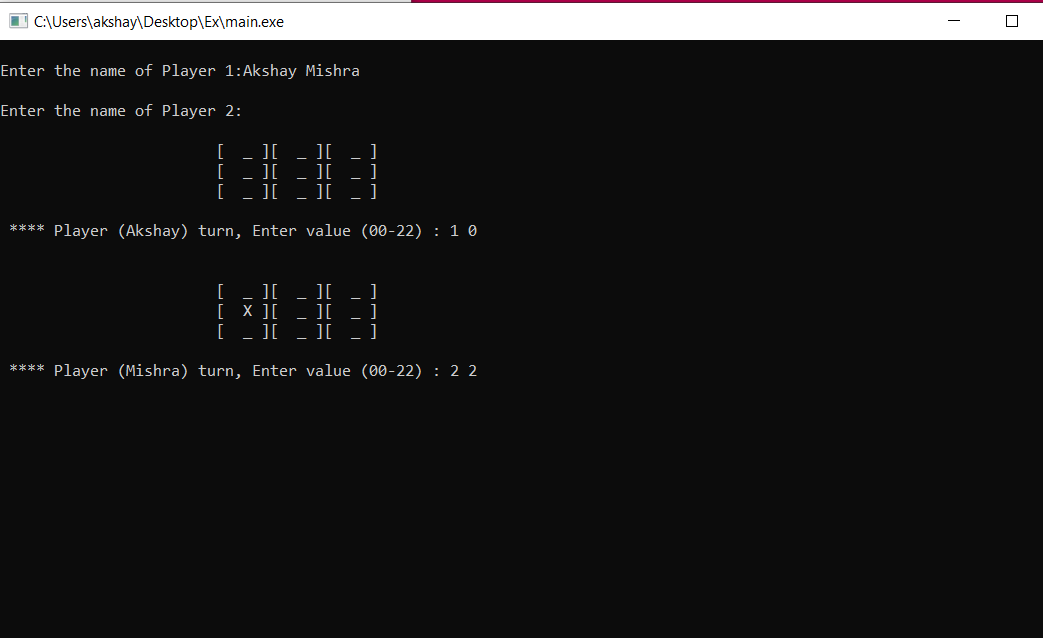 C:\Users\akshay\Desktop\Ex\main.exe
Enter the name of Player 1:Akshay Mishra
Enter the name of Player 2:
[  _ ][  _ ][  _ ]
[  _ ][  _ ][  _ ]
[  _ ][  _ ][  _ ]
**** Player (Akshay) turn, Enter value (00-22) : 1 0
[  _ ][  _ ][  _ ]
[  X ][  _ ][  _ ]
[  _ ][  _ ][  _ ]
**** Player (Mishra) turn, Enter value (00-22) : 2 2